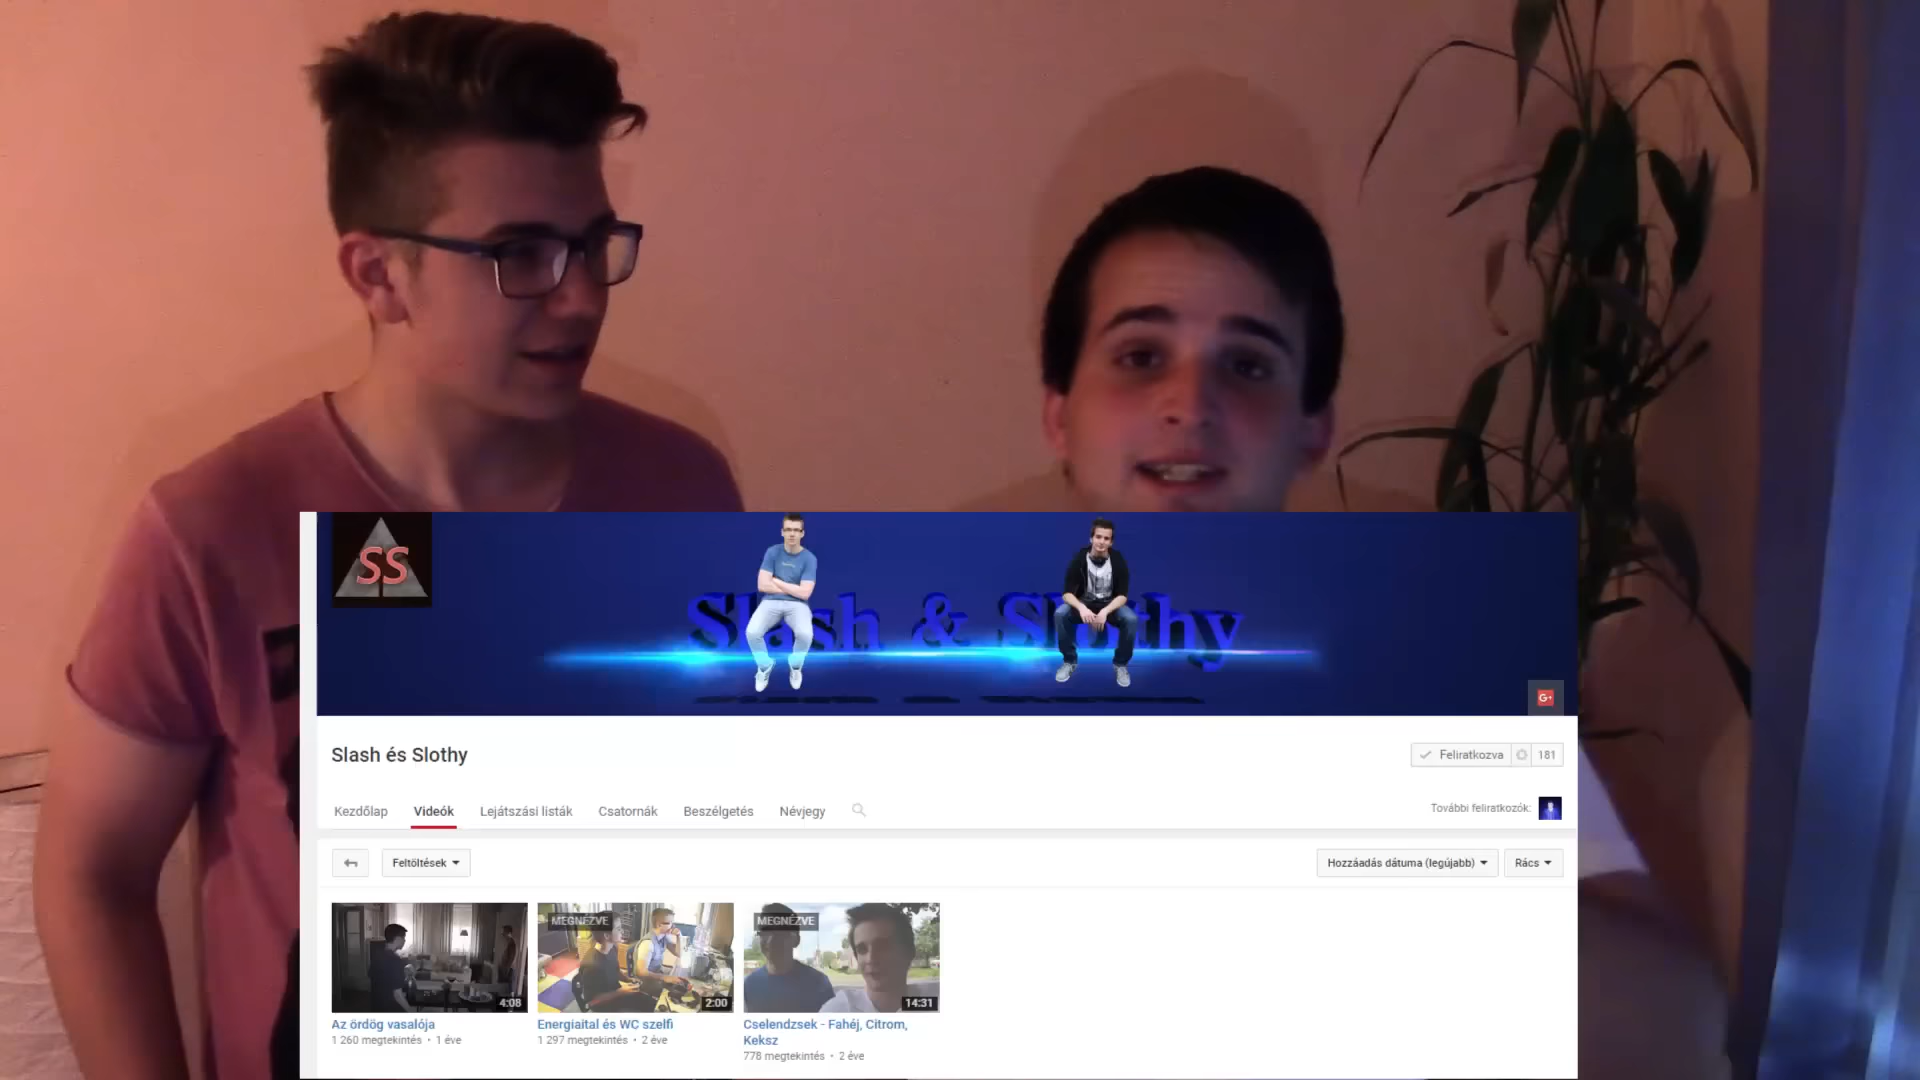 SS
Slash & Slothy
G+
Slash és Slothy
Feliratkozva 181
Kezdőlap Videók Lejátszási listák Csatornák Beszélgetés Névjegy
További feliratkozók:
Feltöltések
Hozzáadás dátuma (legújabb) Rács
4:08
MEGNÉZVE
2:00
MEGNÉZVE
14:31
Az ördög vasalója
1 260 megtekintés • 1 éve
Energiaital és WC szelfi
1 297 megtekintés • 2 éve
Cselendzsek - Fahéj, Citrom,
Keksz
778 megtekintés • 2 éve